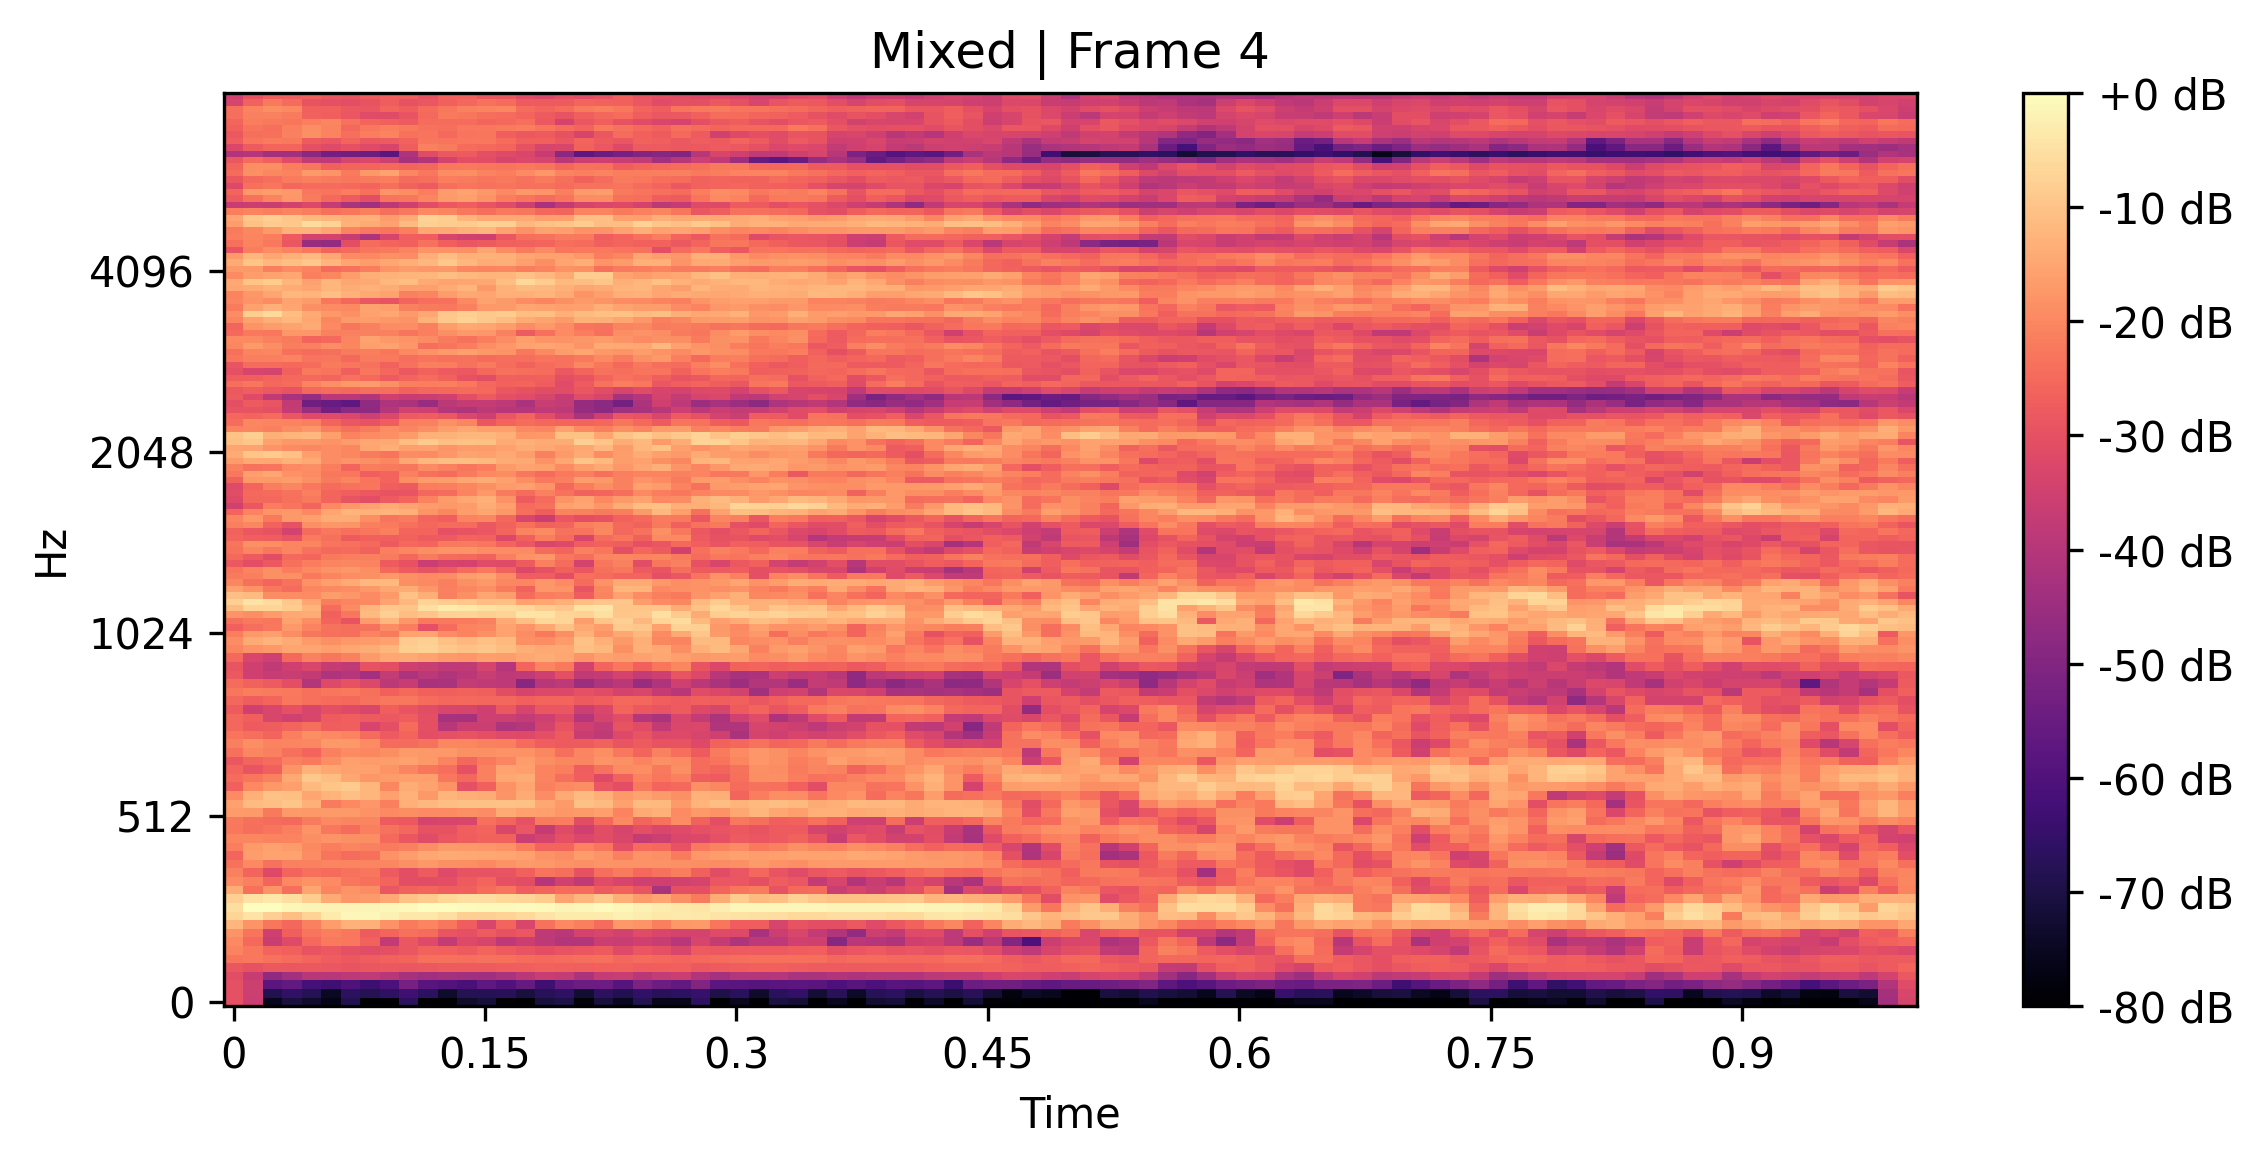 Mixed | Frame 4
Hz
4096
2048
1024
512
0
0 0.15 0.3 0.45 0.6 0.75 0.9
Time
+0 dB
-10 dB
-20 dB
-30 dB
-40 dB
-50 dB
-60 dB
-70 dB
-80 dB